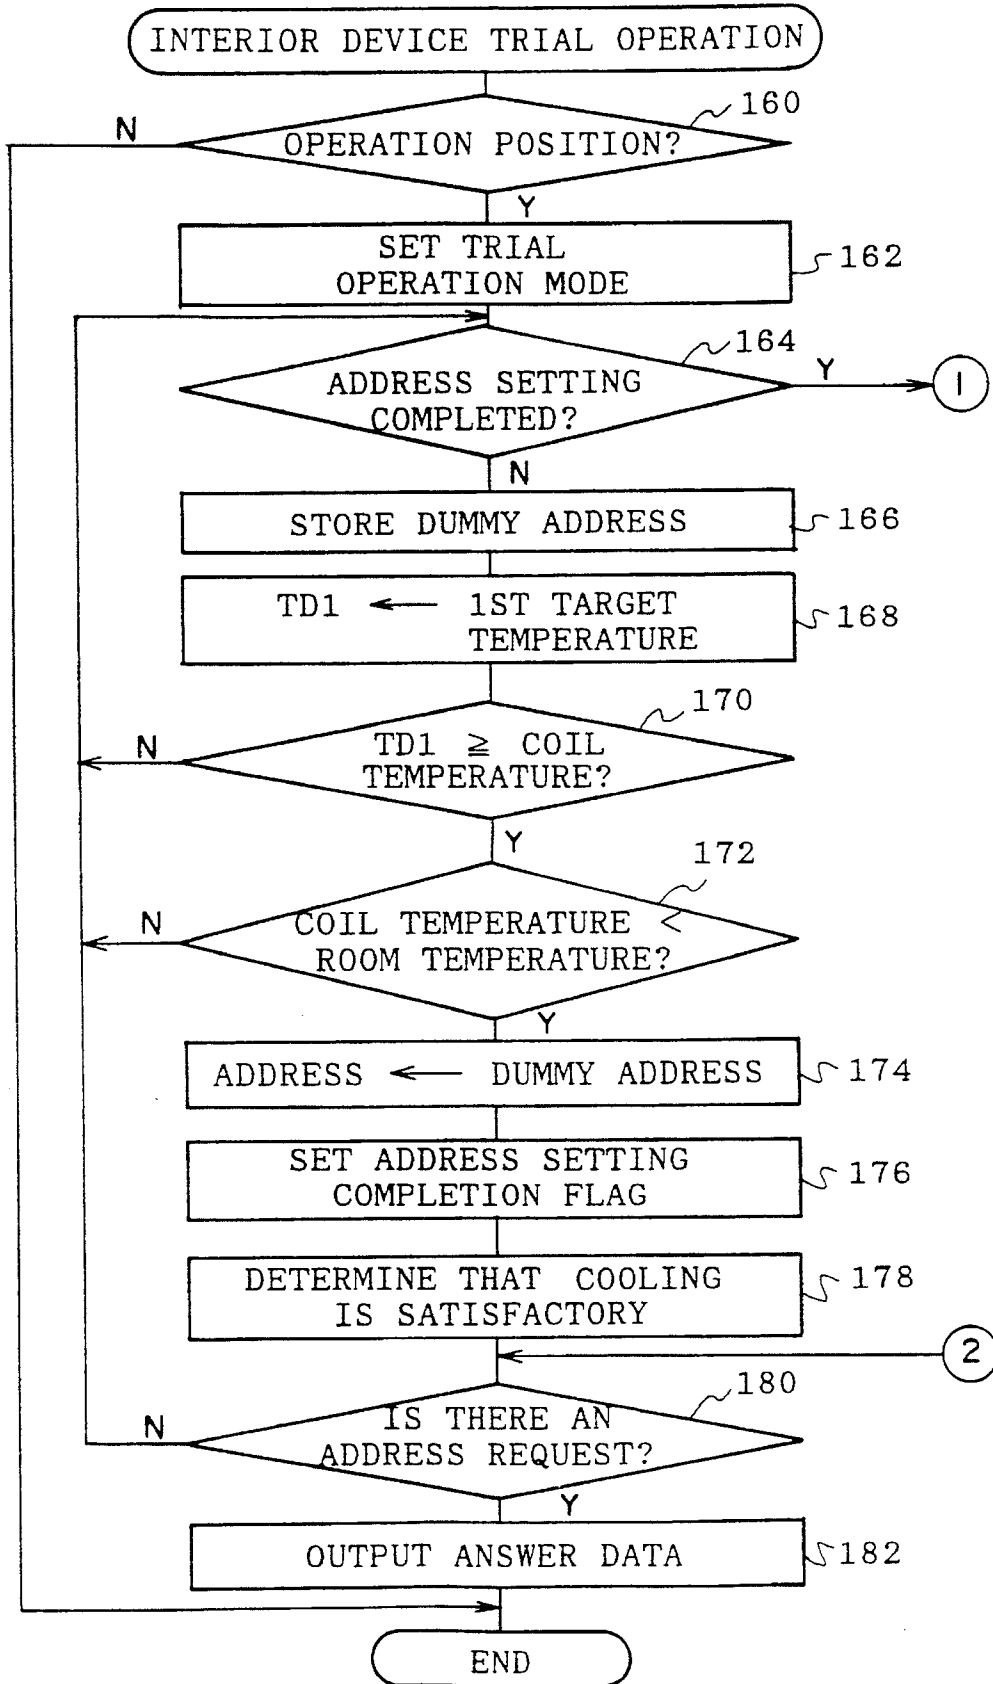 INTERIOR DEVICE TRIAL OPERATION
160
N
OPERATION POSITION?
Y
SET TRIAL
OPERATION MODE
162
164
ADDRESS SETTING
COMPLETED?
Y
1
N
STORE DUMMY ADDRESS
166
TD1 ← 1ST TARGET
TEMPERATURE
168
170
N
TD1 ≧ COIL
TEMPERATURE?
Y
172
N
COIL TEMPERATURE <
ROOM TEMPERATURE?
Y
ADDRESS ← DUMMY ADDRESS
174
SET ADDRESS SETTING
COMPLETION FLAG
176
DETERMINE THAT COOLING
IS SATISFACTORY
178
2
180
N
IS THERE AN
ADDRESS REQUEST?
Y
OUTPUT ANSWER DATA
182
END